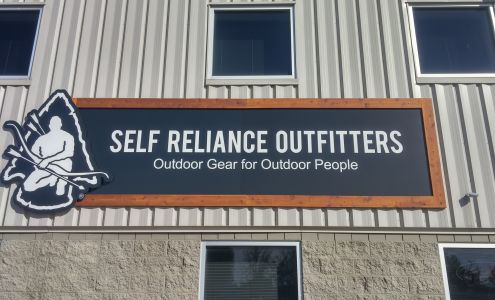 SELF RELIANCE OUTFITTERS
Outdoor Gear for Outdoor People